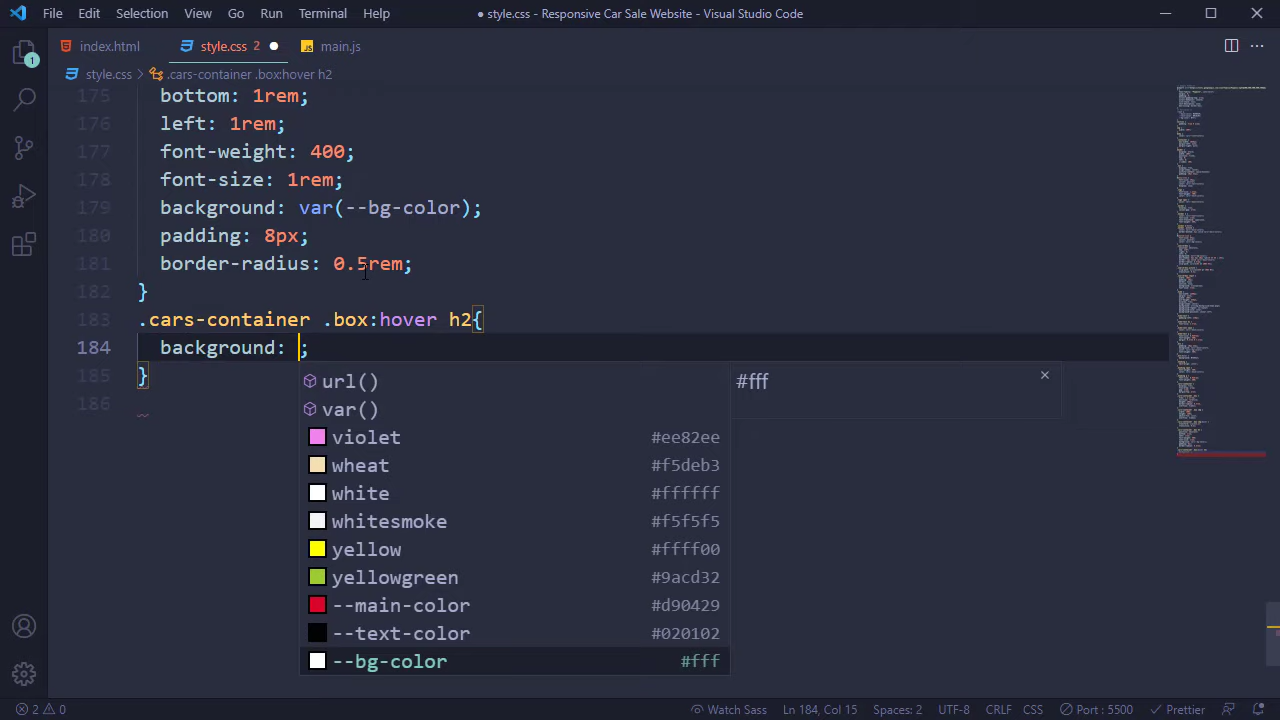 File Edit Selection View Go Run Terminal Help
● style.css - Responsive Car Sale Website - Visual Studio Code
index.html
style.css 2 ●
JS main.js
style.css > .cars-container .box:hover h2
1
175 bottom: 1rem;
176 left: 1rem;
177 font-weight: 400;
178 font-size: 1rem;
179 background: var(--bg-color);
180 padding: 8px;
181 border-radius: 0.5rem;
182 }
183 .cars-container .box:hover h2{
184 background: ;
185 }
186
url()
#fff
var()
violet #ee82ee
wheat #f5deb3
white #ffffff
whitesmoke #f5f5f5
yellow #ffff00
yellowgreen #9acd32
--main-color #d90429
--text-color #020102
--bg-color #fff
2 0
Watch Sass Ln 184, Col 15 Spaces: 2 UTF-8 CRLF CSS Port : 5500 Prettier